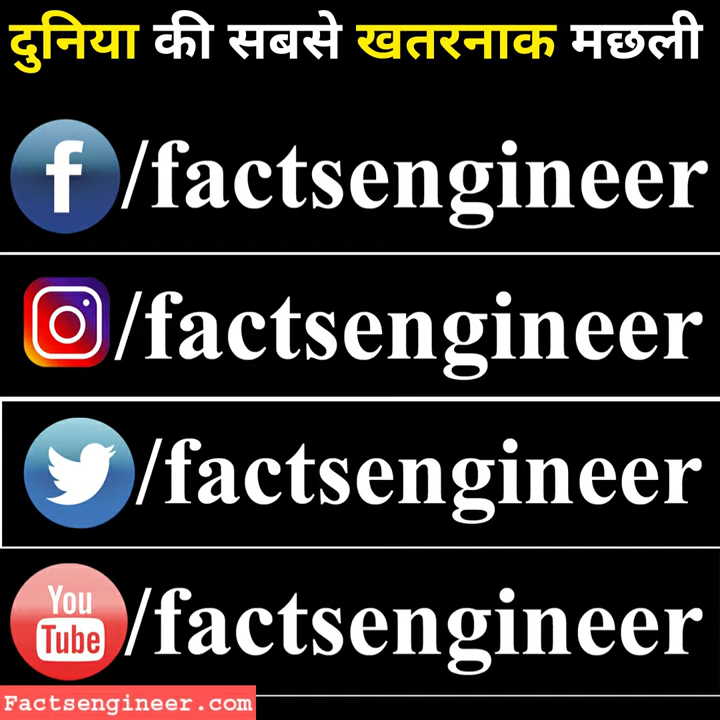 दुनिया की सबसे खतरनाक मछली
f/factsengineer
/factsengineer
/factsengineer
You
Tube/factsengineer
Factsengineer.com